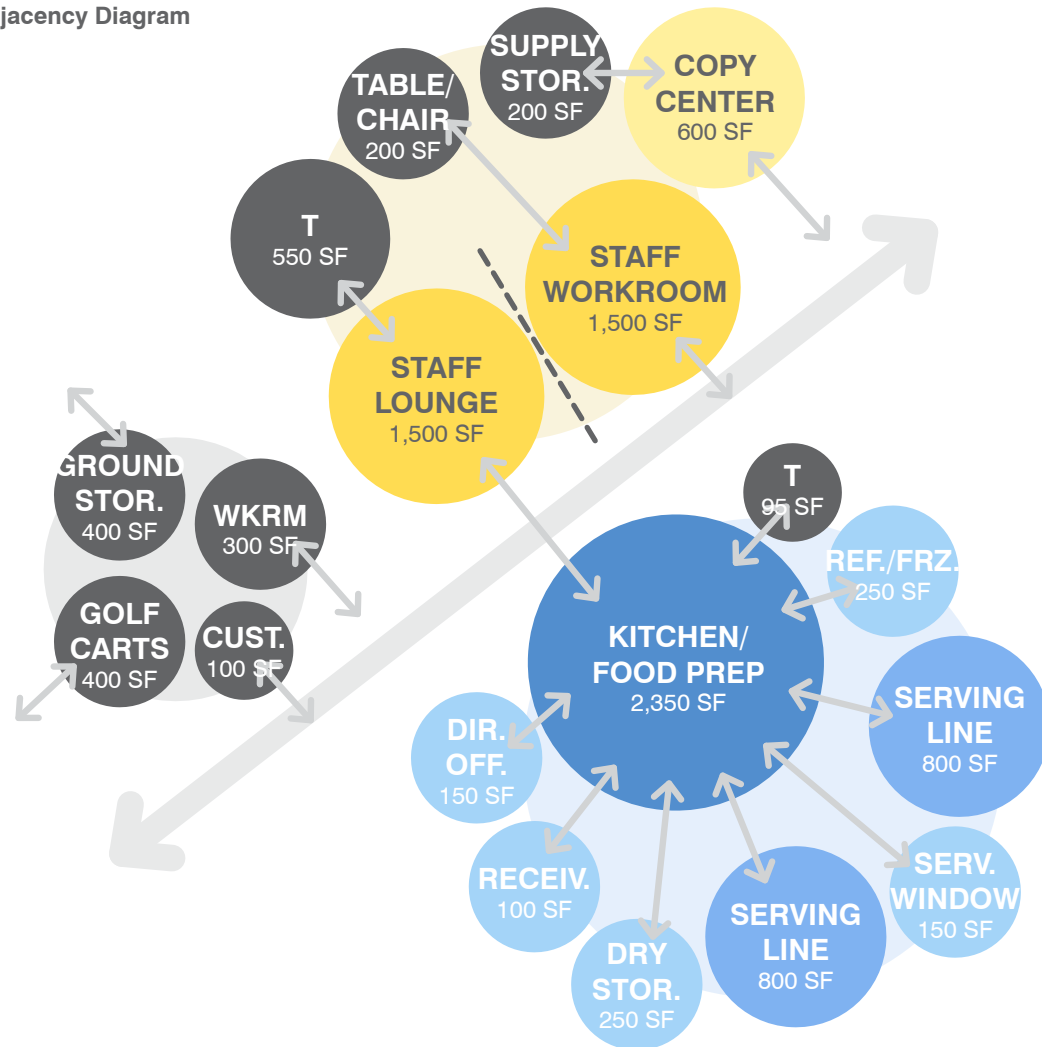 jacency Diagram
SUPPLY
STOR.
200 SF
COPY
CENTER
600 SF
TABLE/
CHAIR
200 SF
T
550 SF
STAFF
WORKROOM
1,500 SF
STAFF
LOUNGE
1,500 SF
GROUND
STOR.
400 SF
WKRM
300 SF
GOLF
CARTS
400 SF
CUST.
100 SF
T
95 SF
REF./FRZ.
250 SF
KITCHEN/
FOOD PREP
2,350 SF
SERVING
LINE
800 SF
DIR.
OFF.
150 SF
RECEIV.
100 SF
DRY
STOR.
250 SF
SERVING
LINE
800 SF
SERV.
WINDOW
150 SF